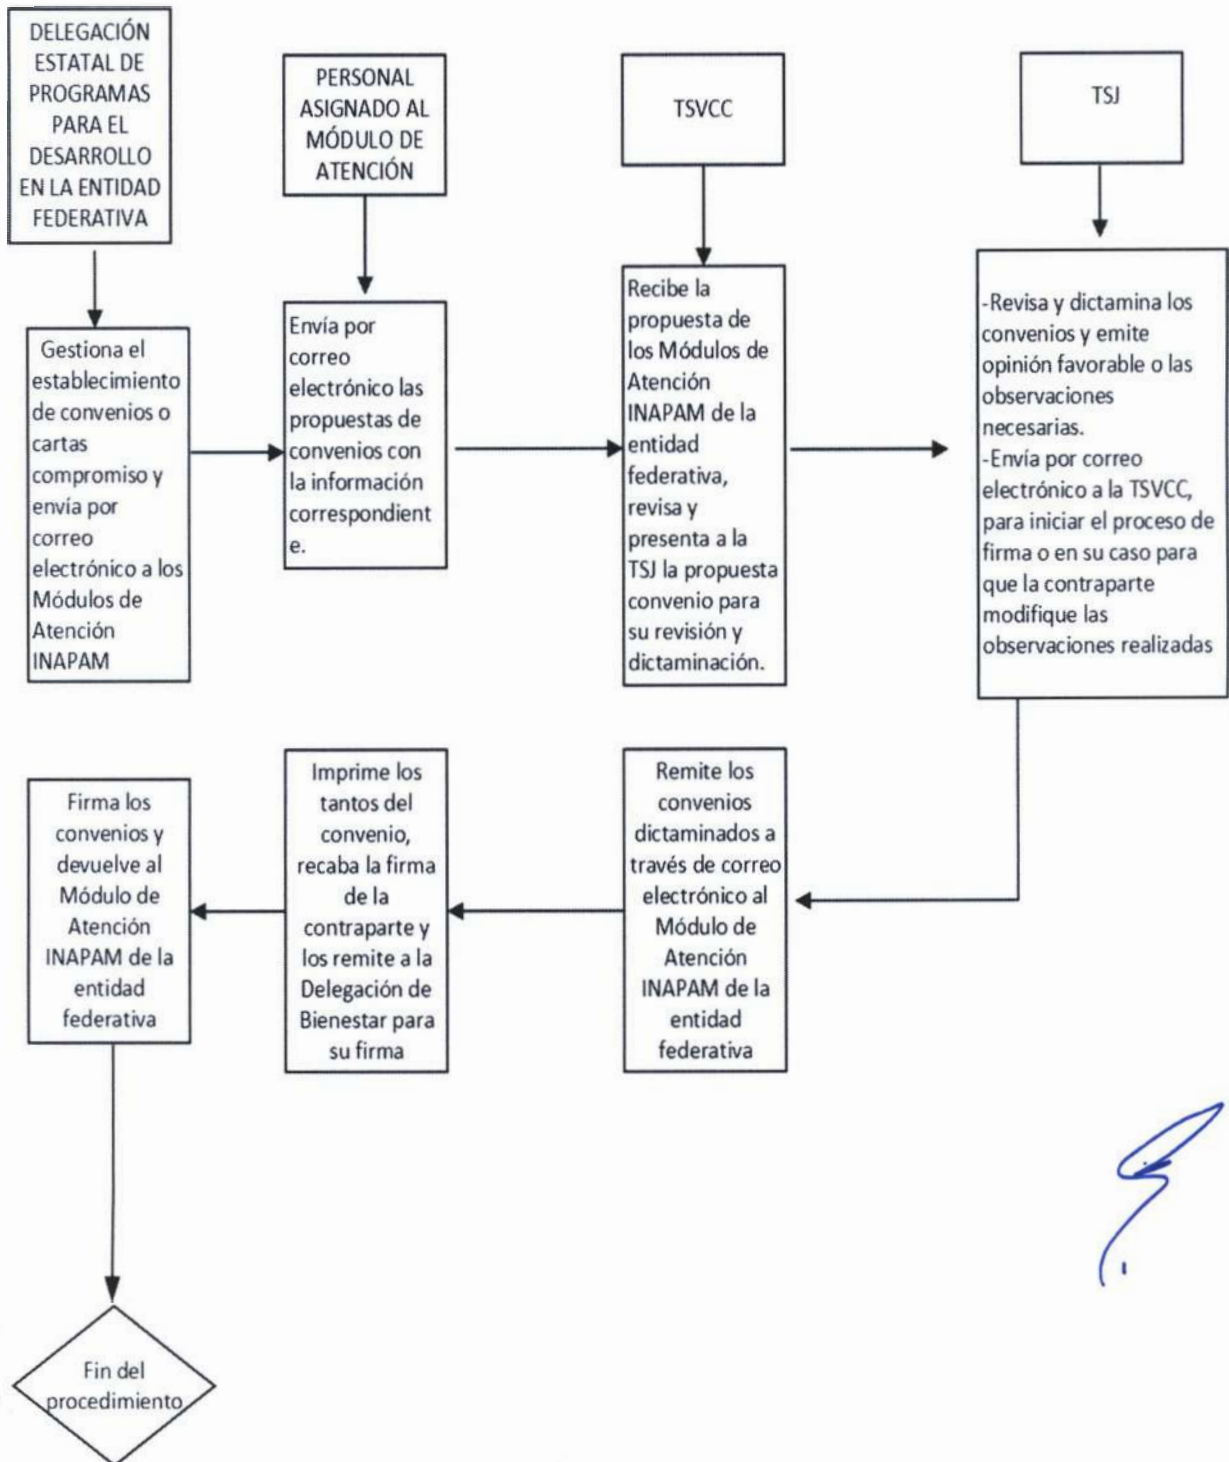 DELEGACIÓN
ESTATAL DE
PROGRAMAS
PARA EL
DESARROLLO
EN LA ENTIDAD
FEDERATIVA
PERSONAL
ASIGNADO AL
MÓDULO DE
ATENCIÓN
TSVCC
TSJ
Gestiona el
establecimiento
de convenios o
cartas
compromiso y
envía por
correo
electrónico a los
Módulos de
Atención
INAPAM
Envía por
correo
electrónico las
propuestas de
convenios con
la información
correspondient
e.
Recibe la
propuesta de
los Módulos de
Atención
INAPAM de la
entidad
federativa,
revisa y
presenta a la
TSJ la propuesta
convenio para
su revisión y
dictaminación.
-Revisa y dictamina los
convenios y emite
opinión favorable o las
observaciones
necesarias.
-Envía por correo
electrónico a la TSVCC,
para iniciar el proceso de
firma o en su caso para
que la contraparte
modifique las
observaciones realizadas
Remite los
convenios
dictaminados a
través de correo
electrónico al
Módulo de
Atención
INAPAM de la
entidad
federativa
Imprime los
tantos del
convenio,
recaba la firma
de la
contraparte y
los remite a la
Delegación de
Bienestar para
su firma
Firma los
convenios y
devuelve al
Módulo de
Atención
INAPAM de la
entidad
federativa
Fin del
procedimiento